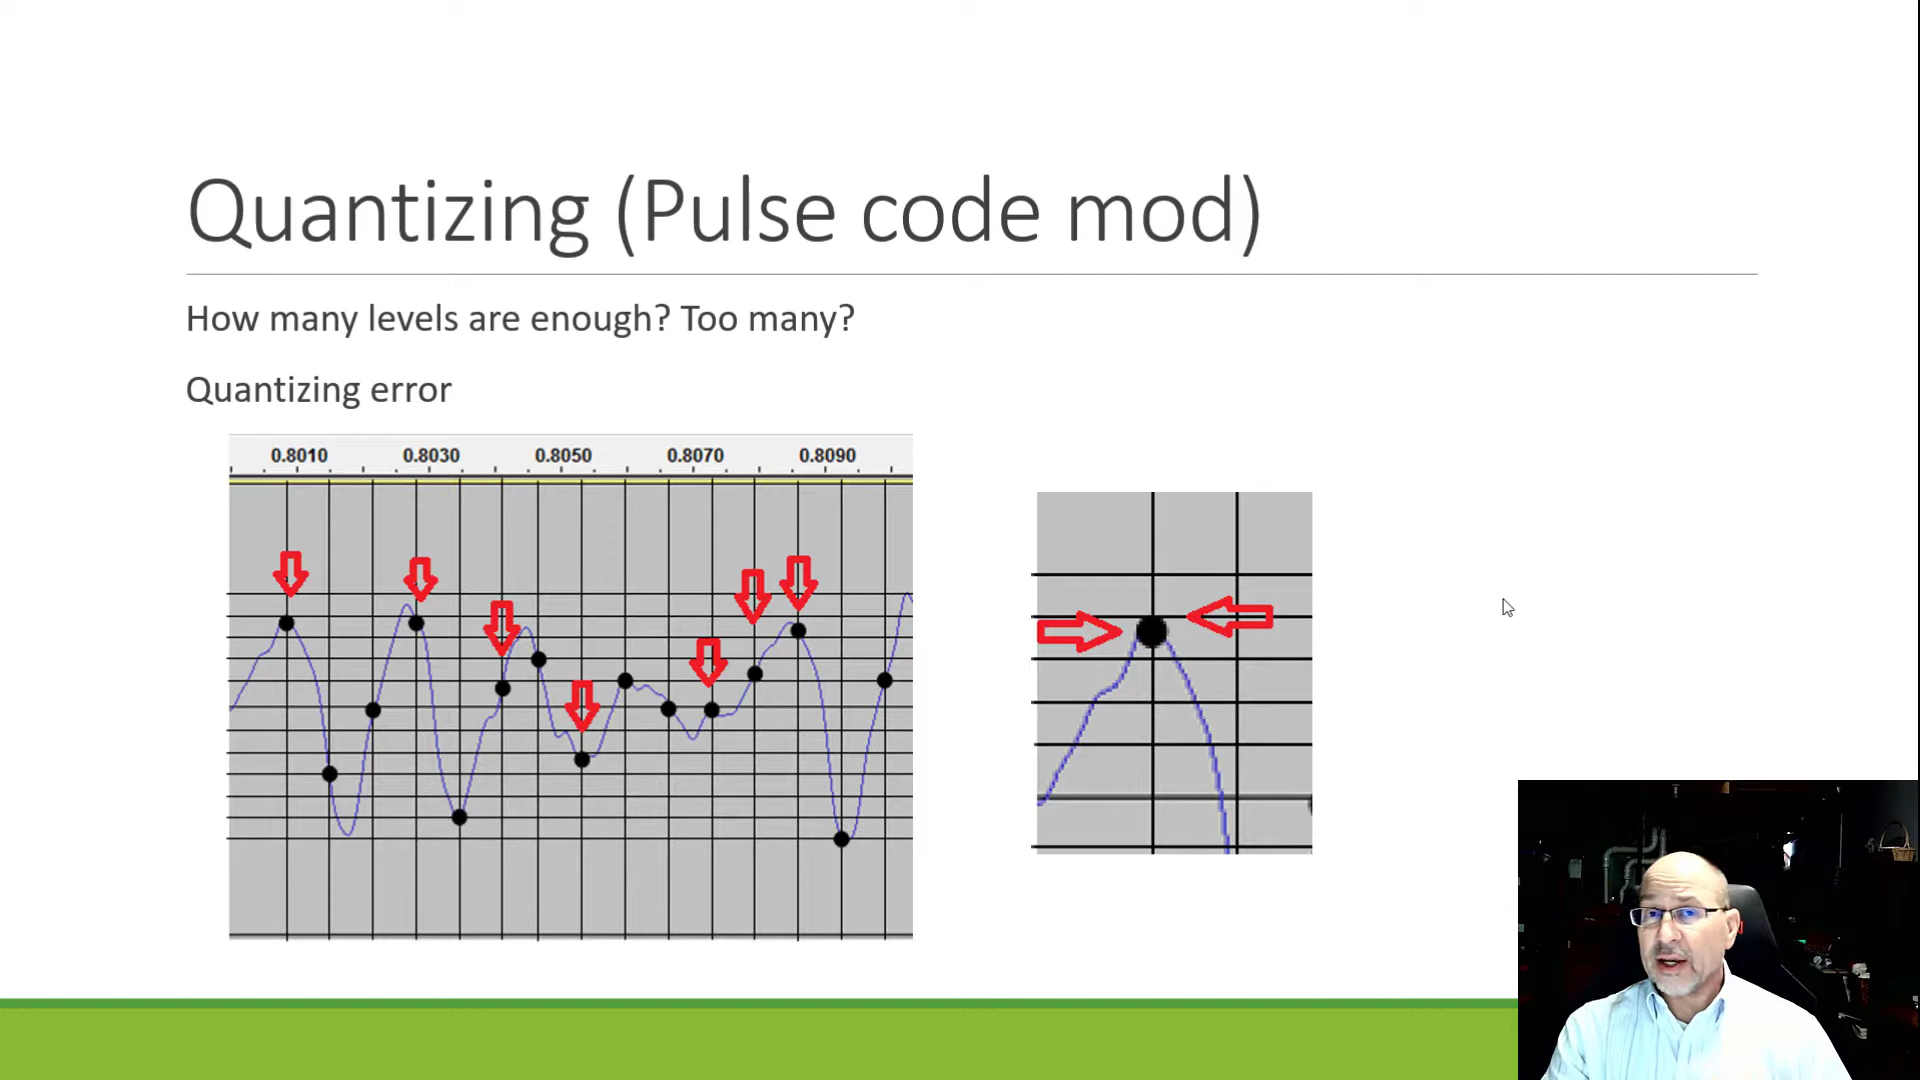 Quantizing (Pulse code mod)
How many levels are enough? Too many?
Quantizing error
0.8010 0.8030 0.8050 0.8070 0.8090